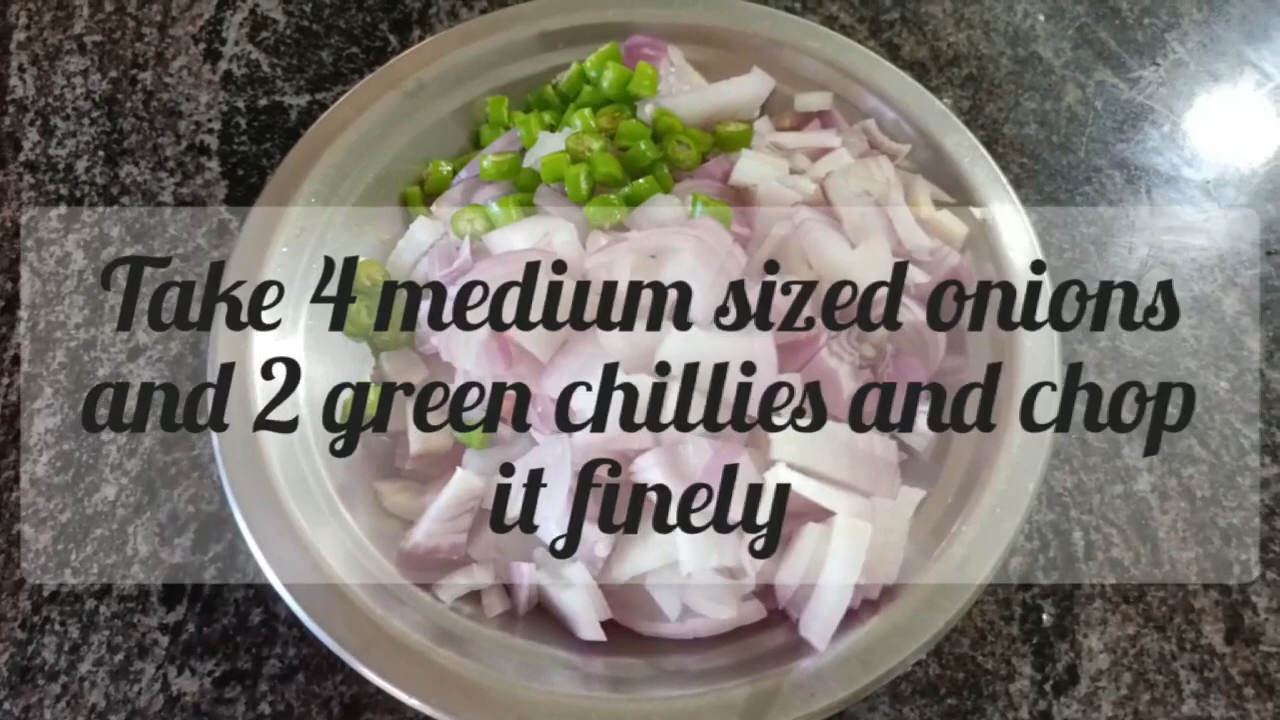 Take 4 medium sized onions
and 2 green chillies and chop
it finely